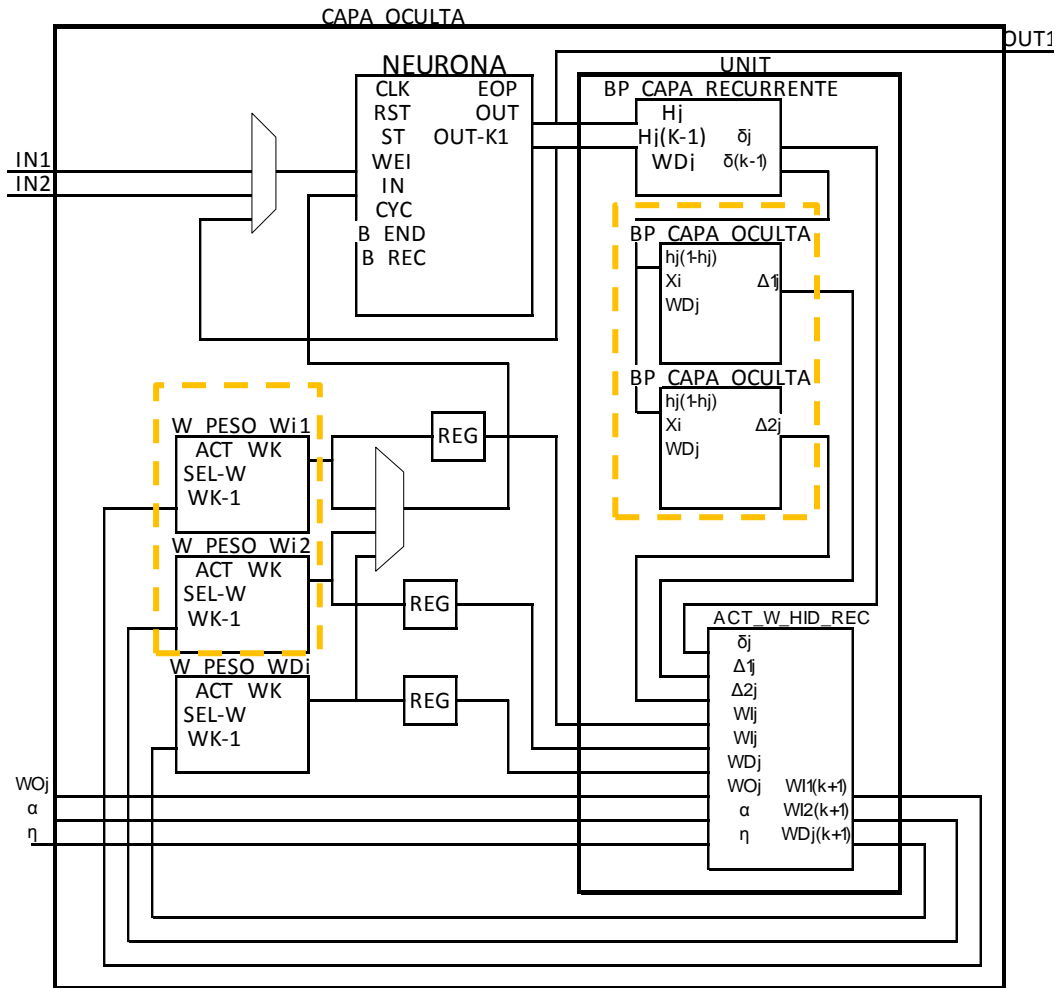 CAPA OCULTA
OUT1
NEURONA
CLK EOP
RST OUT
ST OUT-K1
WEI
IN
CYC
B END
B REC
UNIT
BP CAPA RECURRENTE
Hj
Hj(K-1) δj
WDj δ(k-1)
IN1
IN2
BP CAPA OCULTA
hj(1-hj)
Xi Δ1j
WDj
BP CAPA OCULTA
hj(1-hj)
Xi Δ2j
WDj
W PESO Wi1
ACT WK
SEL-W
WK-1
REG
W PESO Wi2
ACT WK
SEL-W
WK-1
REG
W PESO WDi
ACT WK
SEL-W
WK-1
REG
ACT_W_HID_REC
δj
Δ1j
Δ2j
WIj
WIj
WDj
WOj WI1(k+1)
α WI2(k+1)
η WDj(k+1)
WOj
α
η